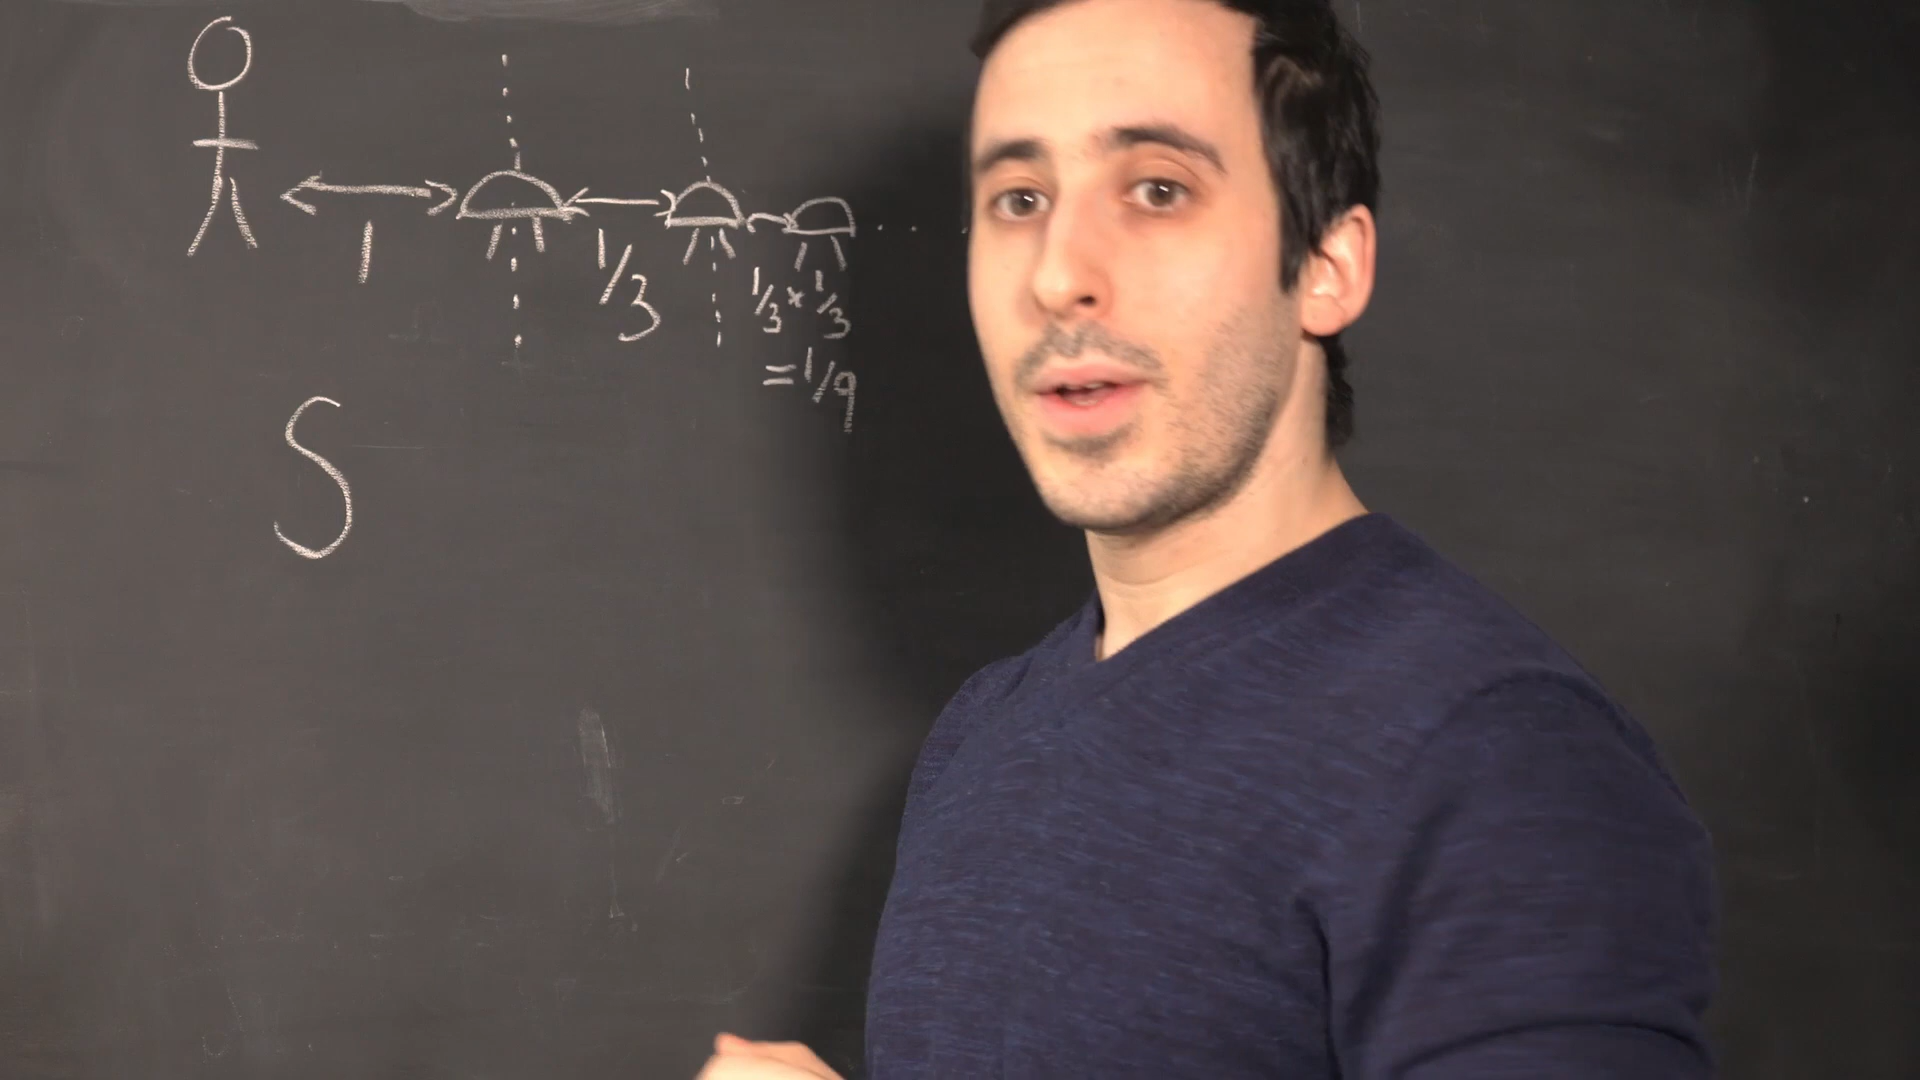 1
1/3
1/3 × 1/3
= 1/9
S